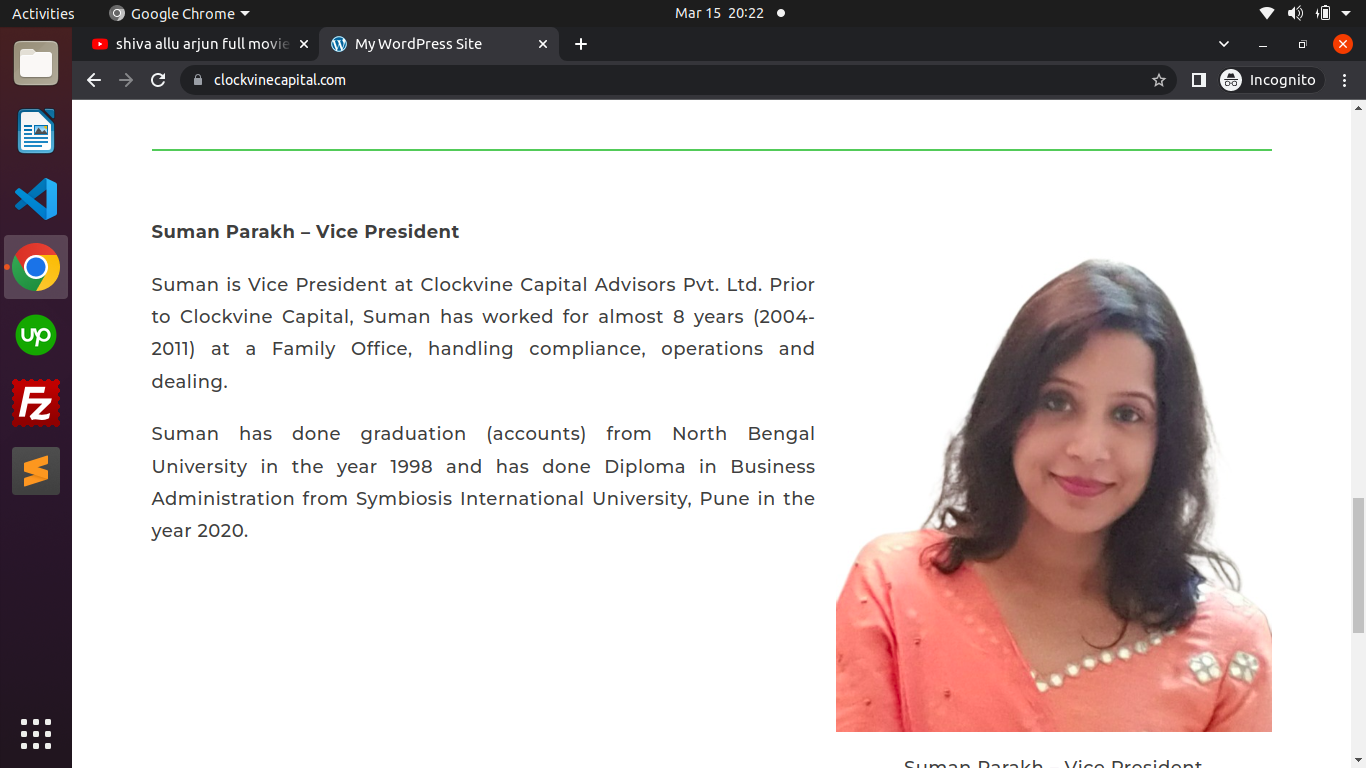 Activities
Google Chrome
Mar 15 20:22
shiva allu arjun full movie
My WordPress Site
clockvinecapital.com
Incognito
Suman Parakh – Vice President
Suman is Vice President at Clockvine Capital Advisors Pvt. Ltd. Prior
to Clockvine Capital, Suman has worked for almost 8 years (2004-
2011) at a Family Office, handling compliance, operations and
dealing.
Suman has done graduation (accounts) from North Bengal
University in the year 1998 and has done Diploma in Business
Administration from Symbiosis International University, Pune in the
year 2020.
up
Fz
Suman Parakh – Vice President